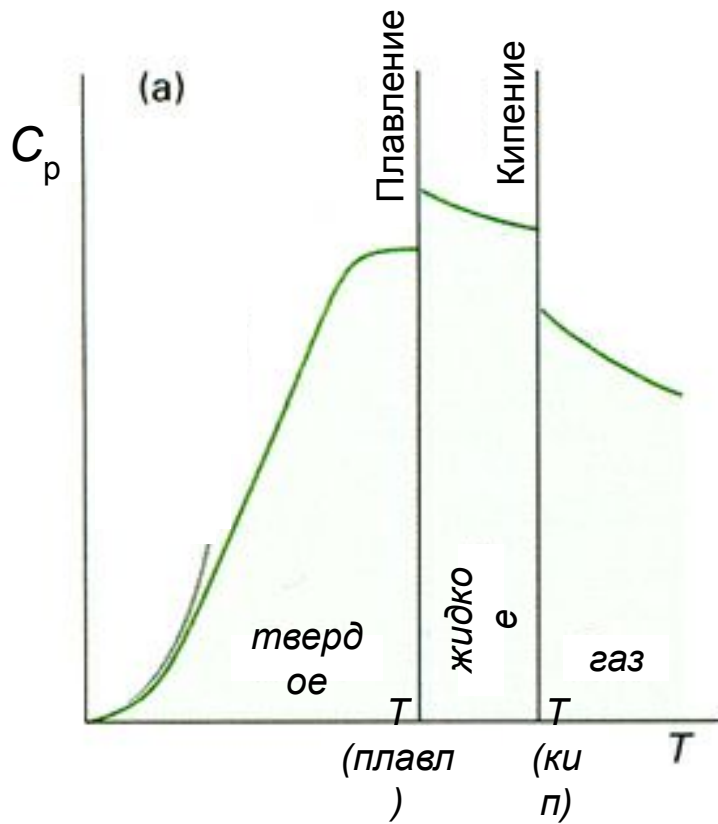 (a)
Cp
Плавление
Кипение
тверд
ое
жидко
е
газ
T
(плавл
)
T
(ки
п)
T